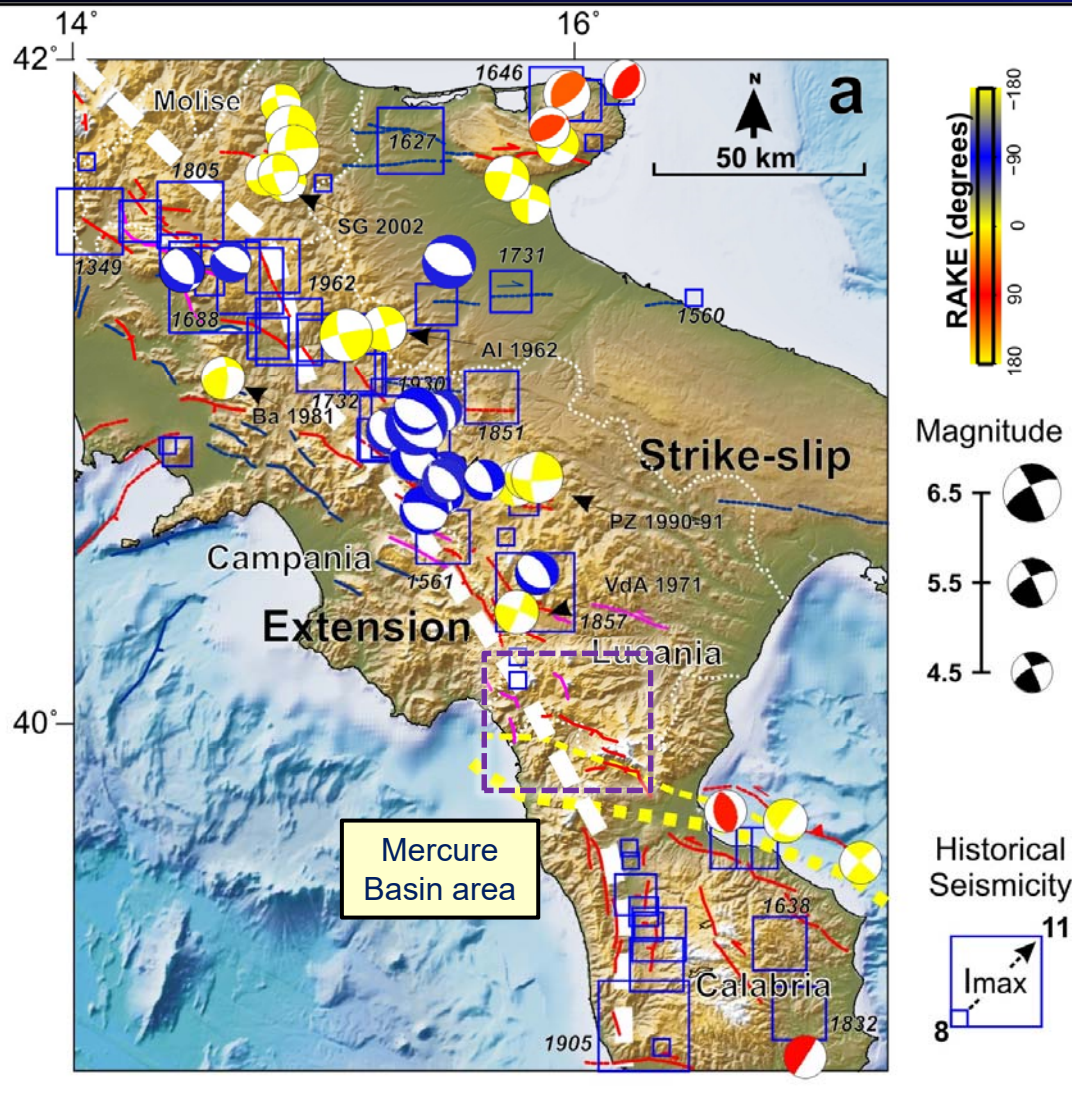 14°
16°
42°
40°
a
N
50 km
Molise
1646
1627
1805
SG 2002
1349
1962
1731
1688
1560
AI 1962
1930
Ba 1981
1732
1851
Strike-slip
PZ 1990-91
Campania
1561
VdA 1971
1857
Extension
Lucania
Mercure
Basin area
1638
Calabria
1832
1905
RAKE (degrees)
-180
-90
0
90
180
Magnitude
6.5
5.5
4.5
Historical
Seismicity
11
Imax
8